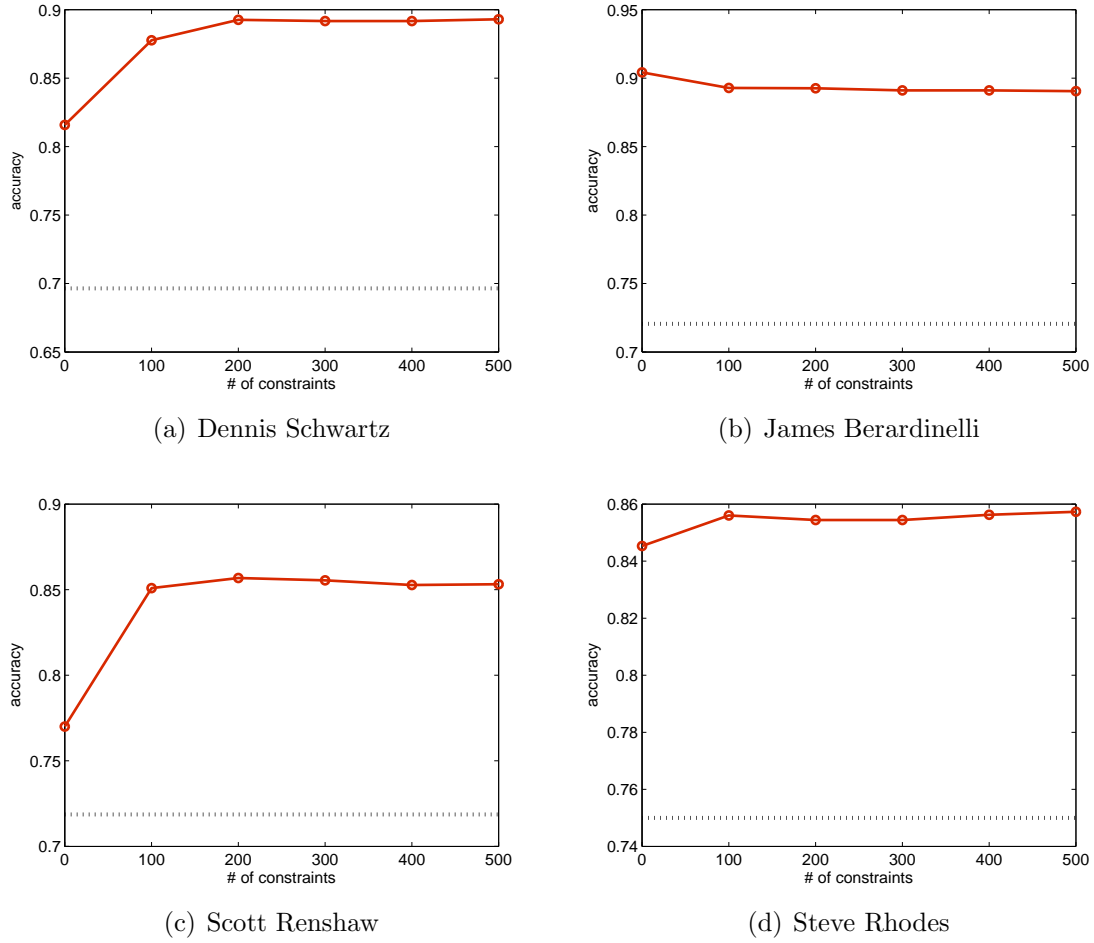 0.9
0.85
0.8
0.75
0.7
0.65
accuracy
0 100 200 300 400 500
# of constraints
(a) Dennis Schwartz
0.95
0.9
0.85
0.8
0.75
0.7
accuracy
0 100 200 300 400 500
# of constraints
(b) James Berardinelli
0.9
0.85
0.8
0.75
0.7
accuracy
0 100 200 300 400 500
# of constraints
(c) Scott Renshaw
0.86
0.84
0.82
0.8
0.78
0.76
0.74
accuracy
0 100 200 300 400 500
# of constraints
(d) Steve Rhodes